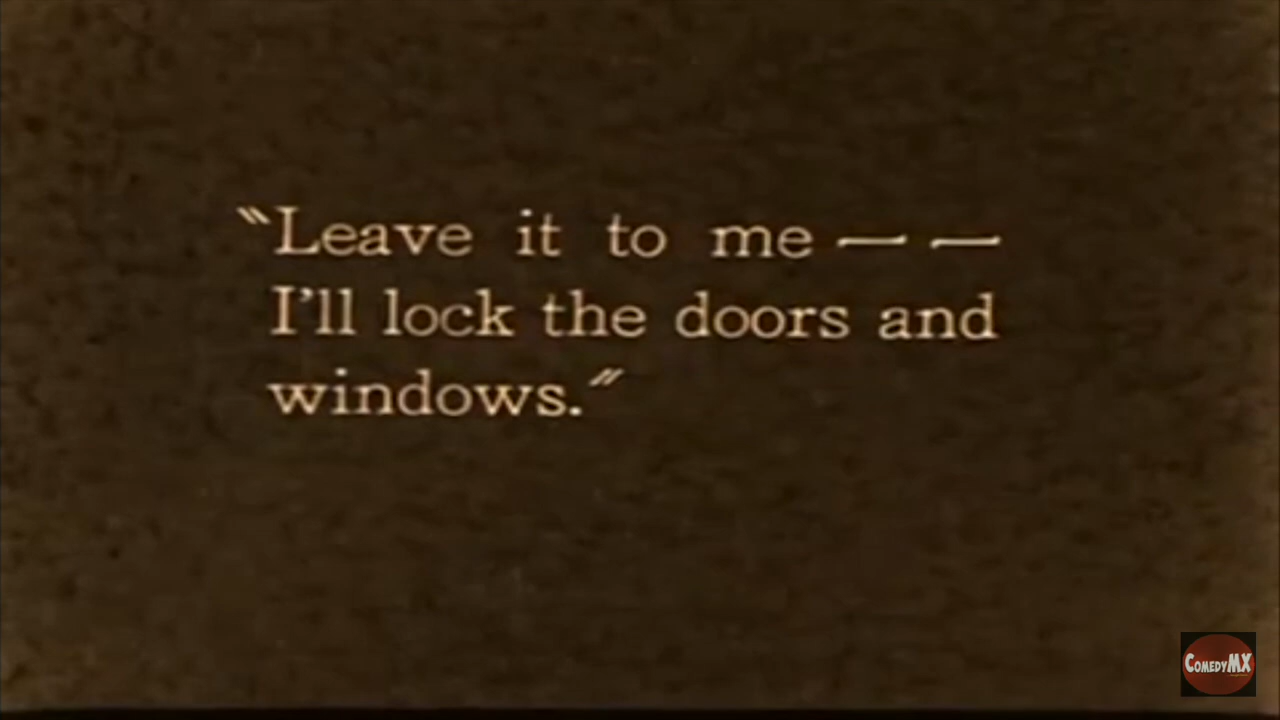 “Leave it to me — —
I’ll lock the doors and
windows.”
COMEDYMX